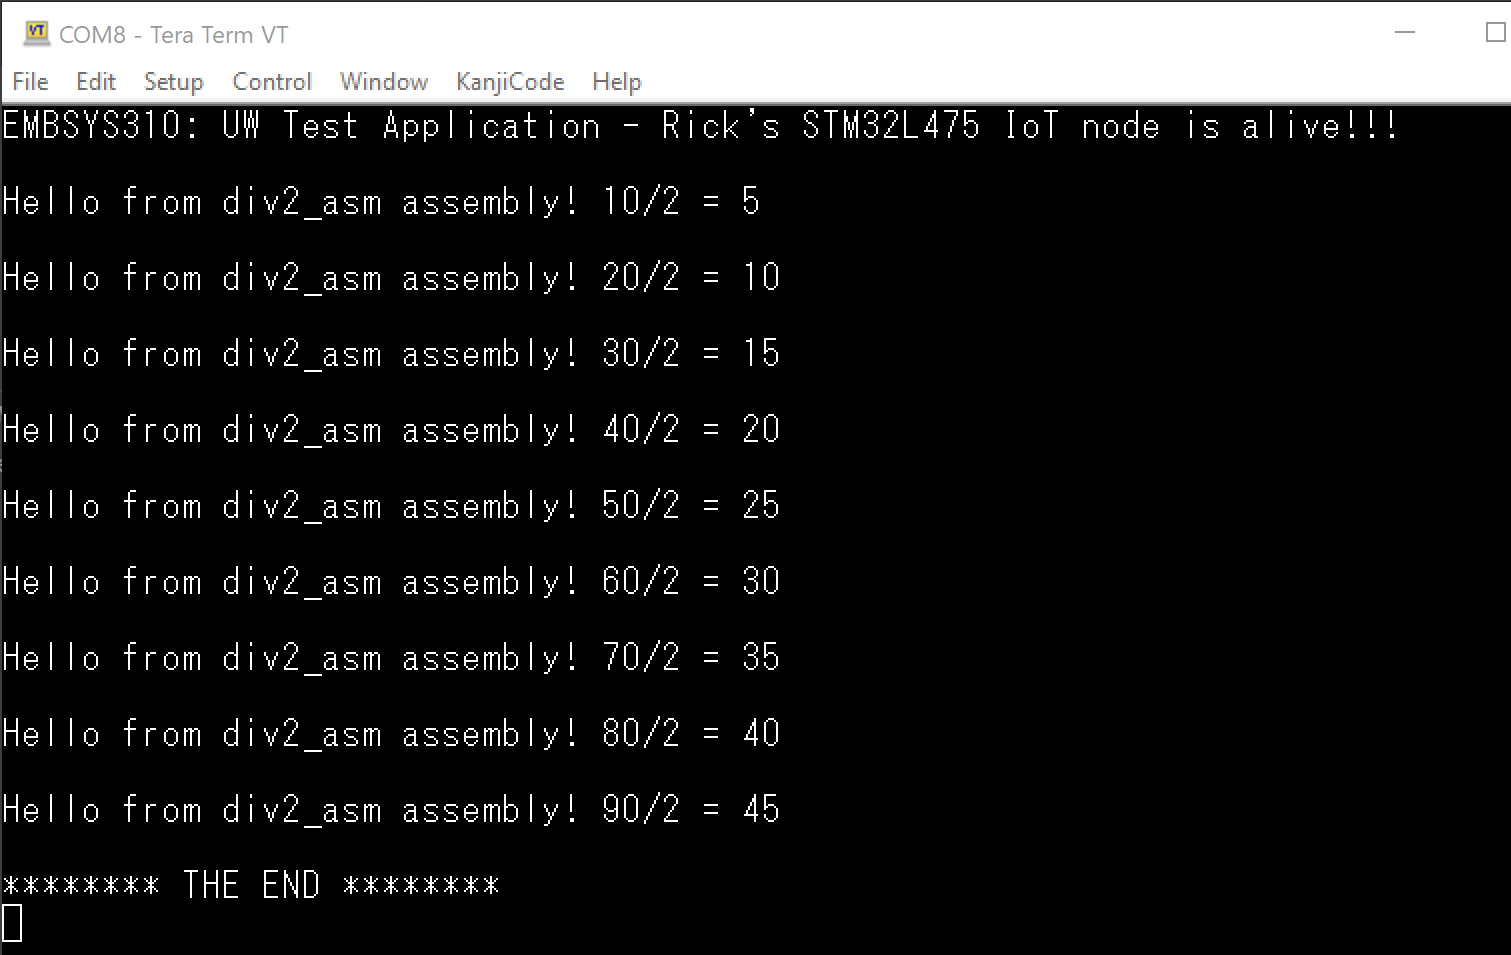 COM8 - Tera Term VT
File Edit Setup Control Window KanjiCode Help
EMBSYS310: UW Test Application - Rick's STM32L475 IoT node is alive!!!
Hello from div2_asm assembly! 10/2 = 5
Hello from div2_asm assembly! 20/2 = 10
Hello from div2_asm assembly! 30/2 = 15
Hello from div2_asm assembly! 40/2 = 20
Hello from div2_asm assembly! 50/2 = 25
Hello from div2_asm assembly! 60/2 = 30
Hello from div2_asm assembly! 70/2 = 35
Hello from div2_asm assembly! 80/2 = 40
Hello from div2_asm assembly! 90/2 = 45
******** THE END ********